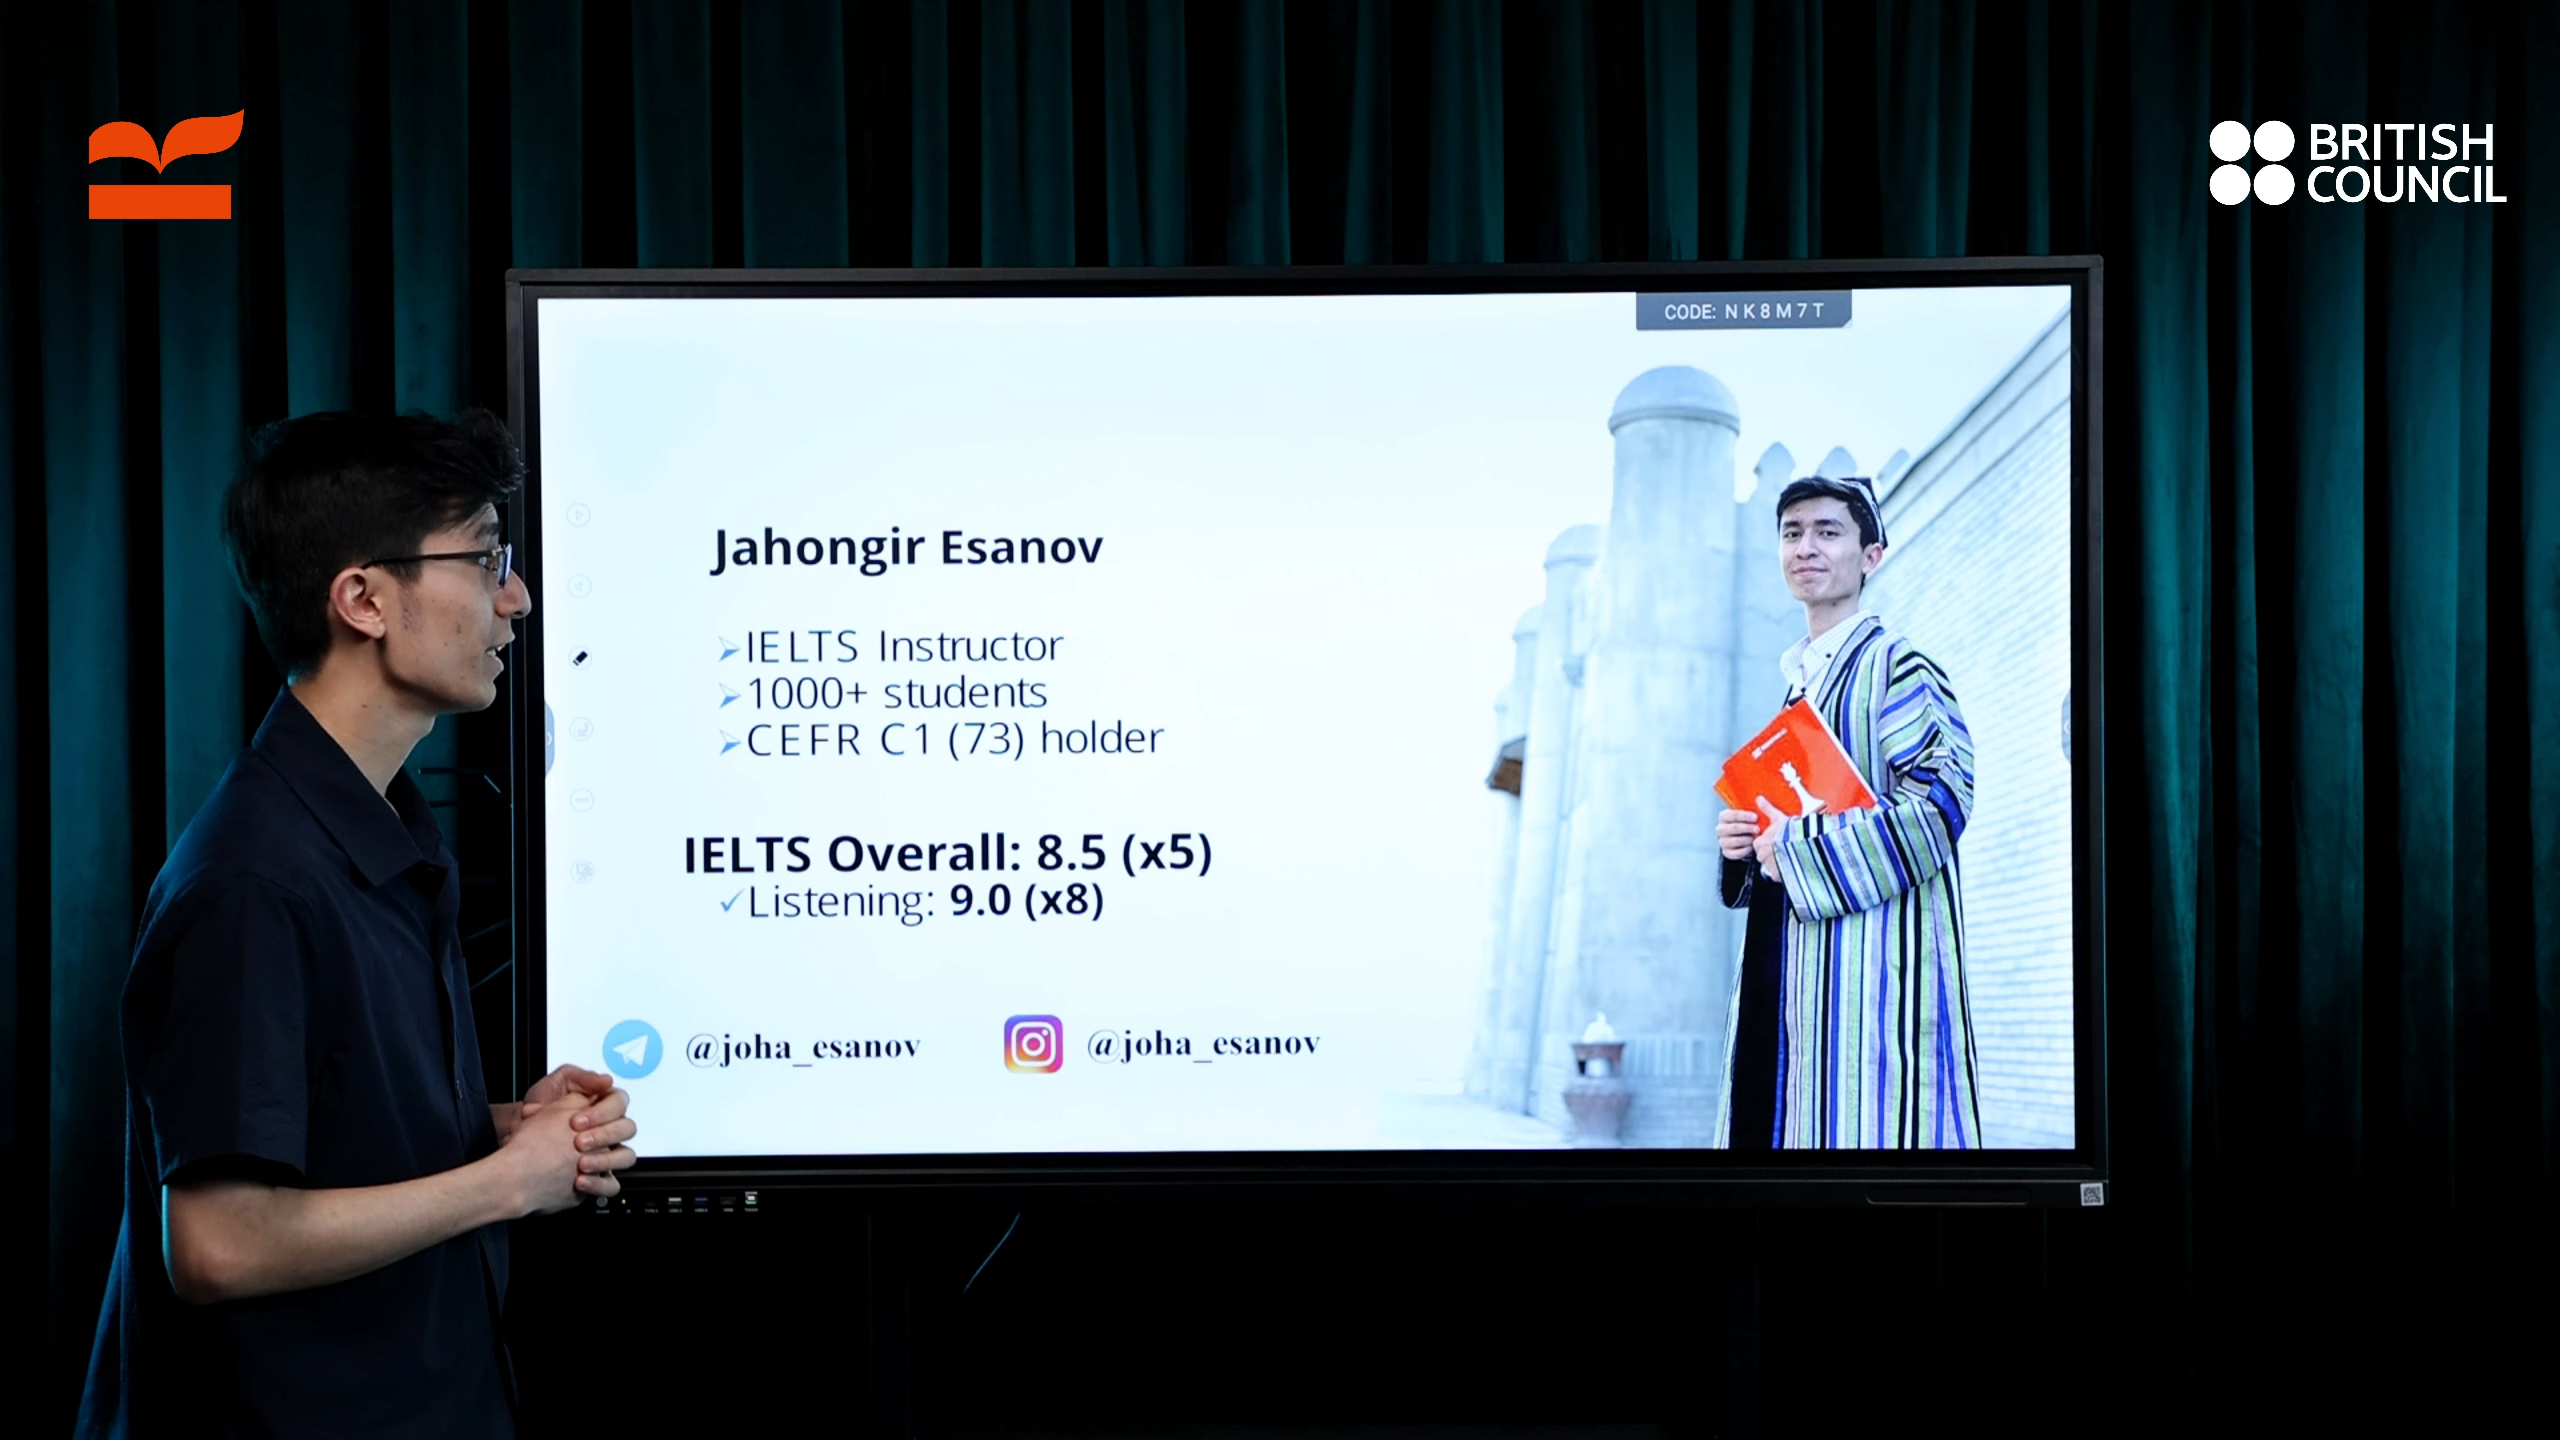 BRITISH
COUNCIL
CODE: NK8M7T
Jahongir Esanov
IELTS Instructor
1000+ students
CEFR C1 (73) holder
IELTS Overall: 8.5 (x5)
Listening: 9.0 (x8)
@joha_esanov
@joha_esanov